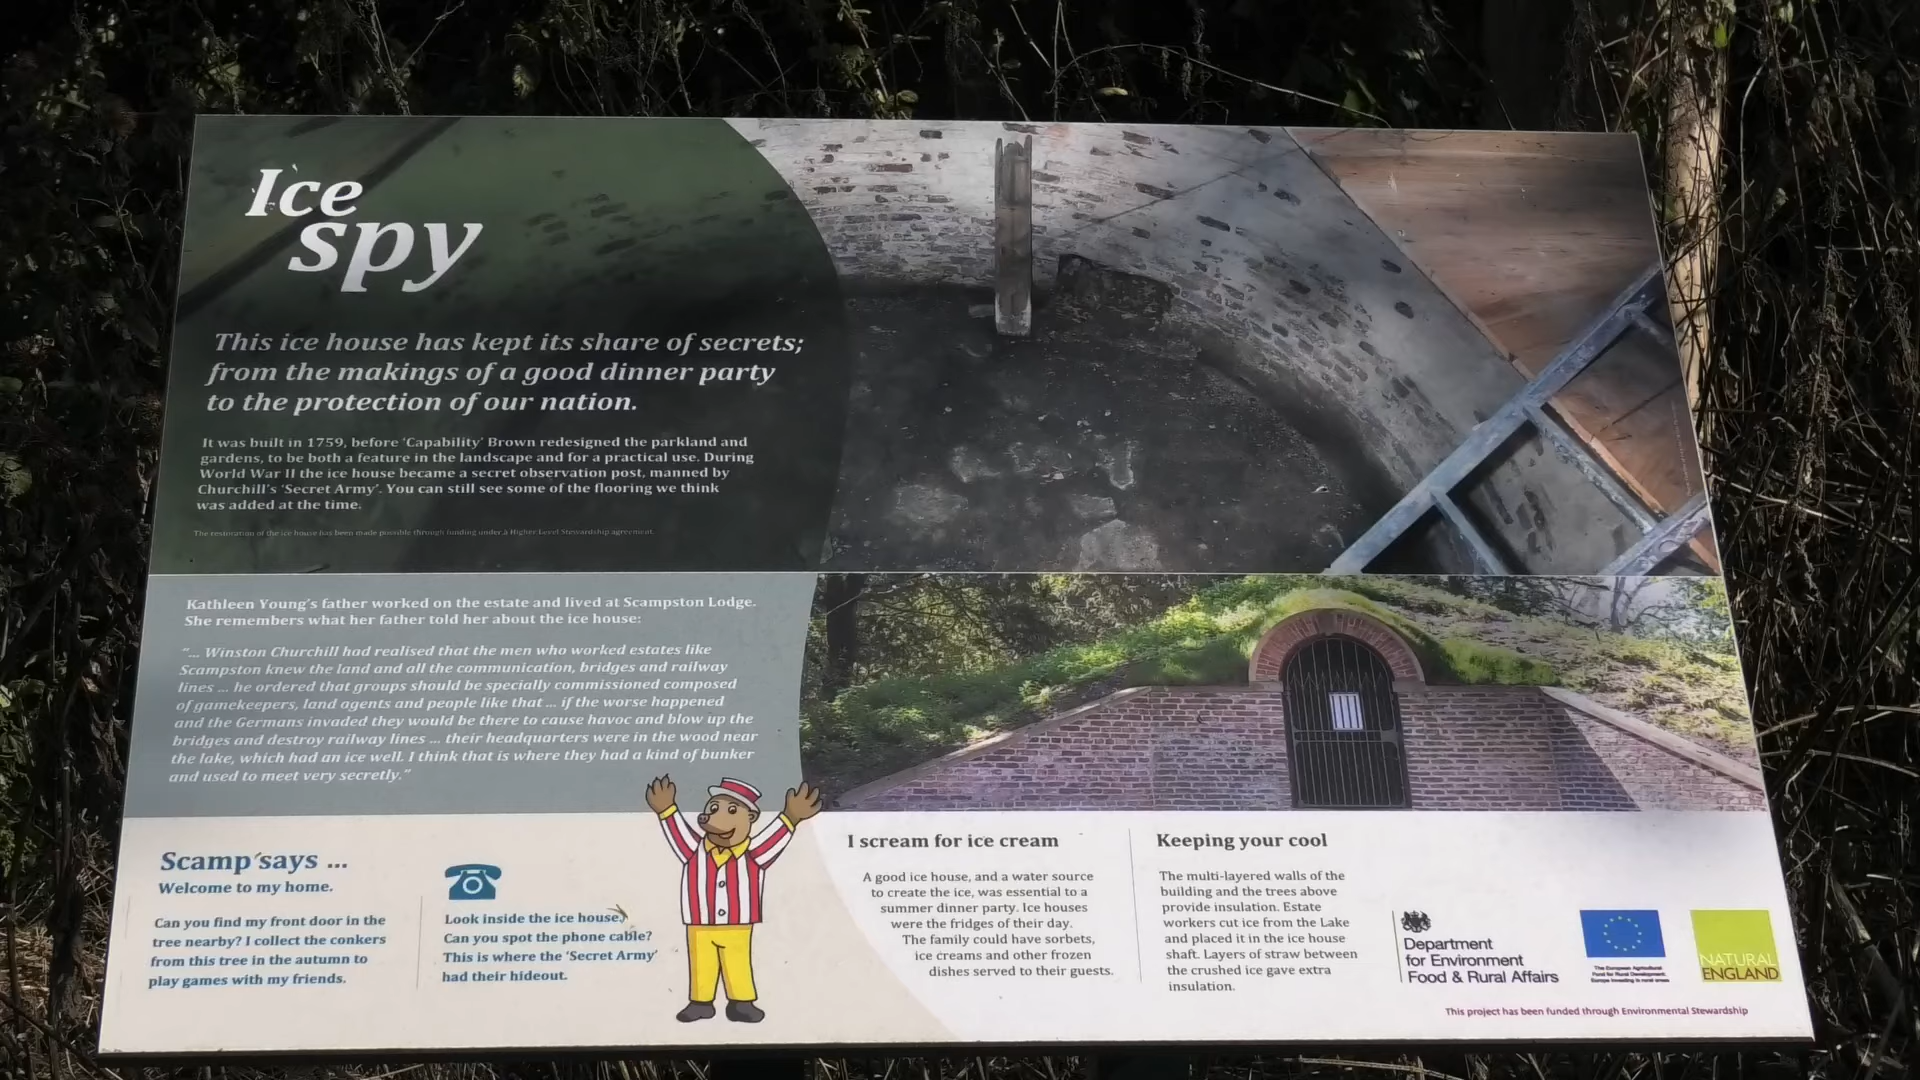 Ice
spy
This ice house has kept its share of secrets;
from the makings of a good dinner party
to the protection of our nation.
It was built in 1759, before ‘Capability’ Brown redesigned the parkland and
gardens, to be both a feature in the landscape and for a practical use. During
World War II the ice house became a secret observation post, manned by
Churchill's ‘Secret Army’. You can still see some of the flooring we think
was added at the time.
The restoration of the ice house has been made possible through funding under a Higher Level Stewardship agreement.
Kathleen Young's father worked on the estate and lived at Scampston Lodge.
She remembers what her father told her about the ice house:
“... Winston Churchill had realised that the men who worked estates like
Scampston knew the land and all the communication, bridges and railway
lines ... he ordered that groups should be specially commissioned composed
of gamekeepers, land agents and people like that ... if the worse happened
and the Germans invaded they would be there to cause havoc and blow up the
bridges and destroy railway lines ... their headquarters were in the wood near
the lake, which had an ice well. I think that is where they had a kind of bunker
and used to meet very secretly.”
Scamp says ...
Welcome to my home.
Can you find my front door in the
tree nearby? I collect the conkers
from this tree in the autumn to
play games with my friends.
Look inside the ice house.
Can you spot the phone cable?
This is where the ‘Secret Army’
had their hideout.
I scream for ice cream
A good ice house, and a water source
to create the ice, was essential to a
summer dinner party. Ice houses
were the fridges of their day.
The family could have sorbets,
ice creams and other frozen
dishes served to their guests.
Keeping your cool
The multi-layered walls of the
building and the trees above
provide insulation. Estate
workers cut ice from the Lake
and placed it in the ice house
shaft. Layers of straw between
the crushed ice gave extra
insulation.
Department
for Environment
Food & Rural Affairs
The European Agricultural
Fund for Rural Development:
Europe investing in rural areas
NATURAL
ENGLAND
This project has been funded through Environmental Stewardship